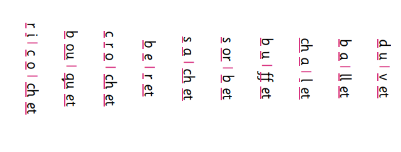 du|vet
ba|llet
cha|let
bu|ffet
sor|bet
sa|chet
be|ret
cro|chet
bou|quet
ri|co|chet